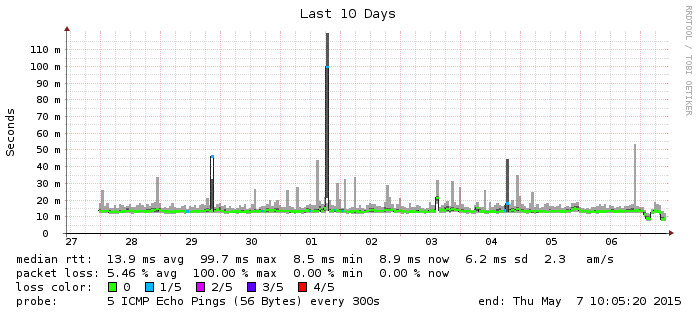 Last 10 Days
RRDTOOL / TOBI OETIKER
Seconds
110 m
100 m
90 m
80 m
70 m
60 m
50 m
40 m
30 m
20 m
10 m
0
27 28 29 30 01 02 03 04 05 06
median rtt: 13.9 ms avg 99.7 ms max 8.5 ms min 8.9 ms now 6.2 ms sd 2.3 am/s
packet loss: 5.46 % avg 100.00 % max 0.00 % min 0.00 % now
loss color: 0 1/5 2/5 3/5 4/5
probe: 5 ICMP Echo Pings (56 Bytes) every 300s end: Thu May 7 10:05:20 2015